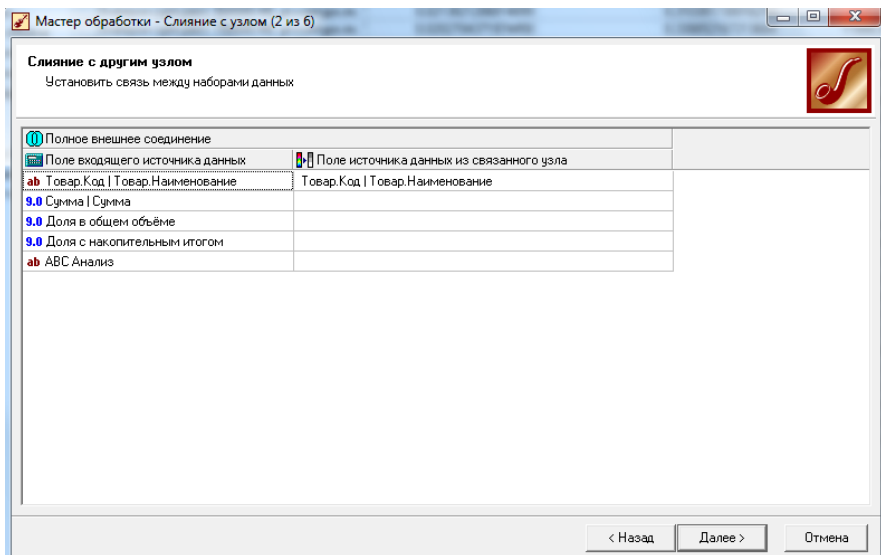 Мастер обработки - Слияние с узлом (2 из 6)
Слияние с другим узлом
Установить связь между наборами данных
Полное внешнее соединение
Поле входящего источника данных Поле источника данных из связанного узла
ab Товар.Код | Товар.Наименование Товар.Код | Товар.Наименование
9.0 Сумма | Сумма
9.0 Доля в общем объёме
9.0 Доля с накопительным итогом
ab ABC Анализ
< Назад Далее > Отмена